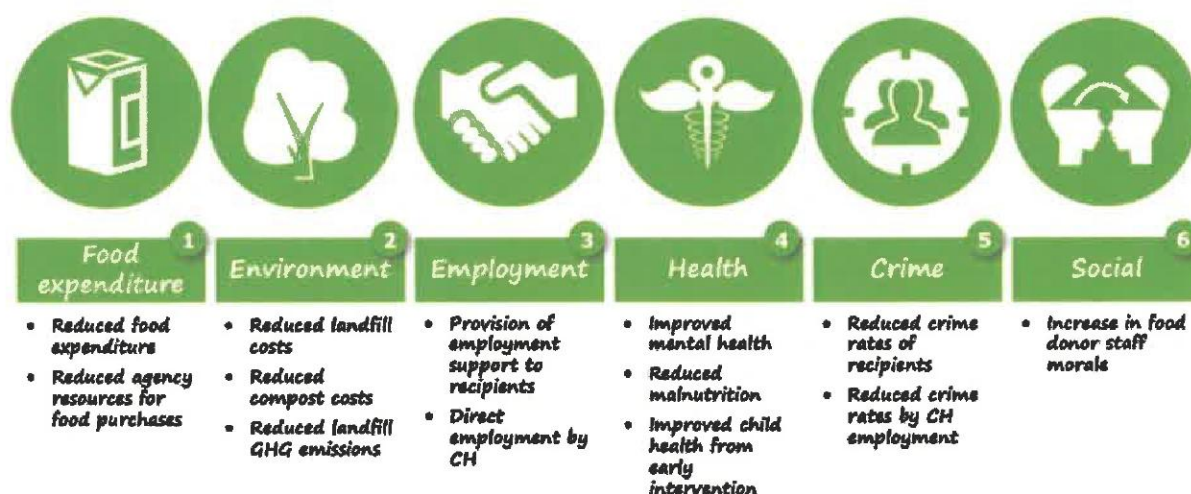 1
Food
expenditure
• Reduced food
expenditure
• Reduced agency
resources for
food purchases
2
Environment
• Reduced landfill
costs
• Reduced
compost costs
• Reduced landfill
GHG emissions
3
Employment
• Provision of
employment
support to
recipients
• Direct
employment by
CH
4
Health
• Improved
mental health
• Reduced
malnutrition
• Improved child
health from
early
intervention
5
Crime
• Reduced crime
rates of
recipients
• Reduced crime
rates by CH
employment
6
Social
• Increase in food
donor staff
morale